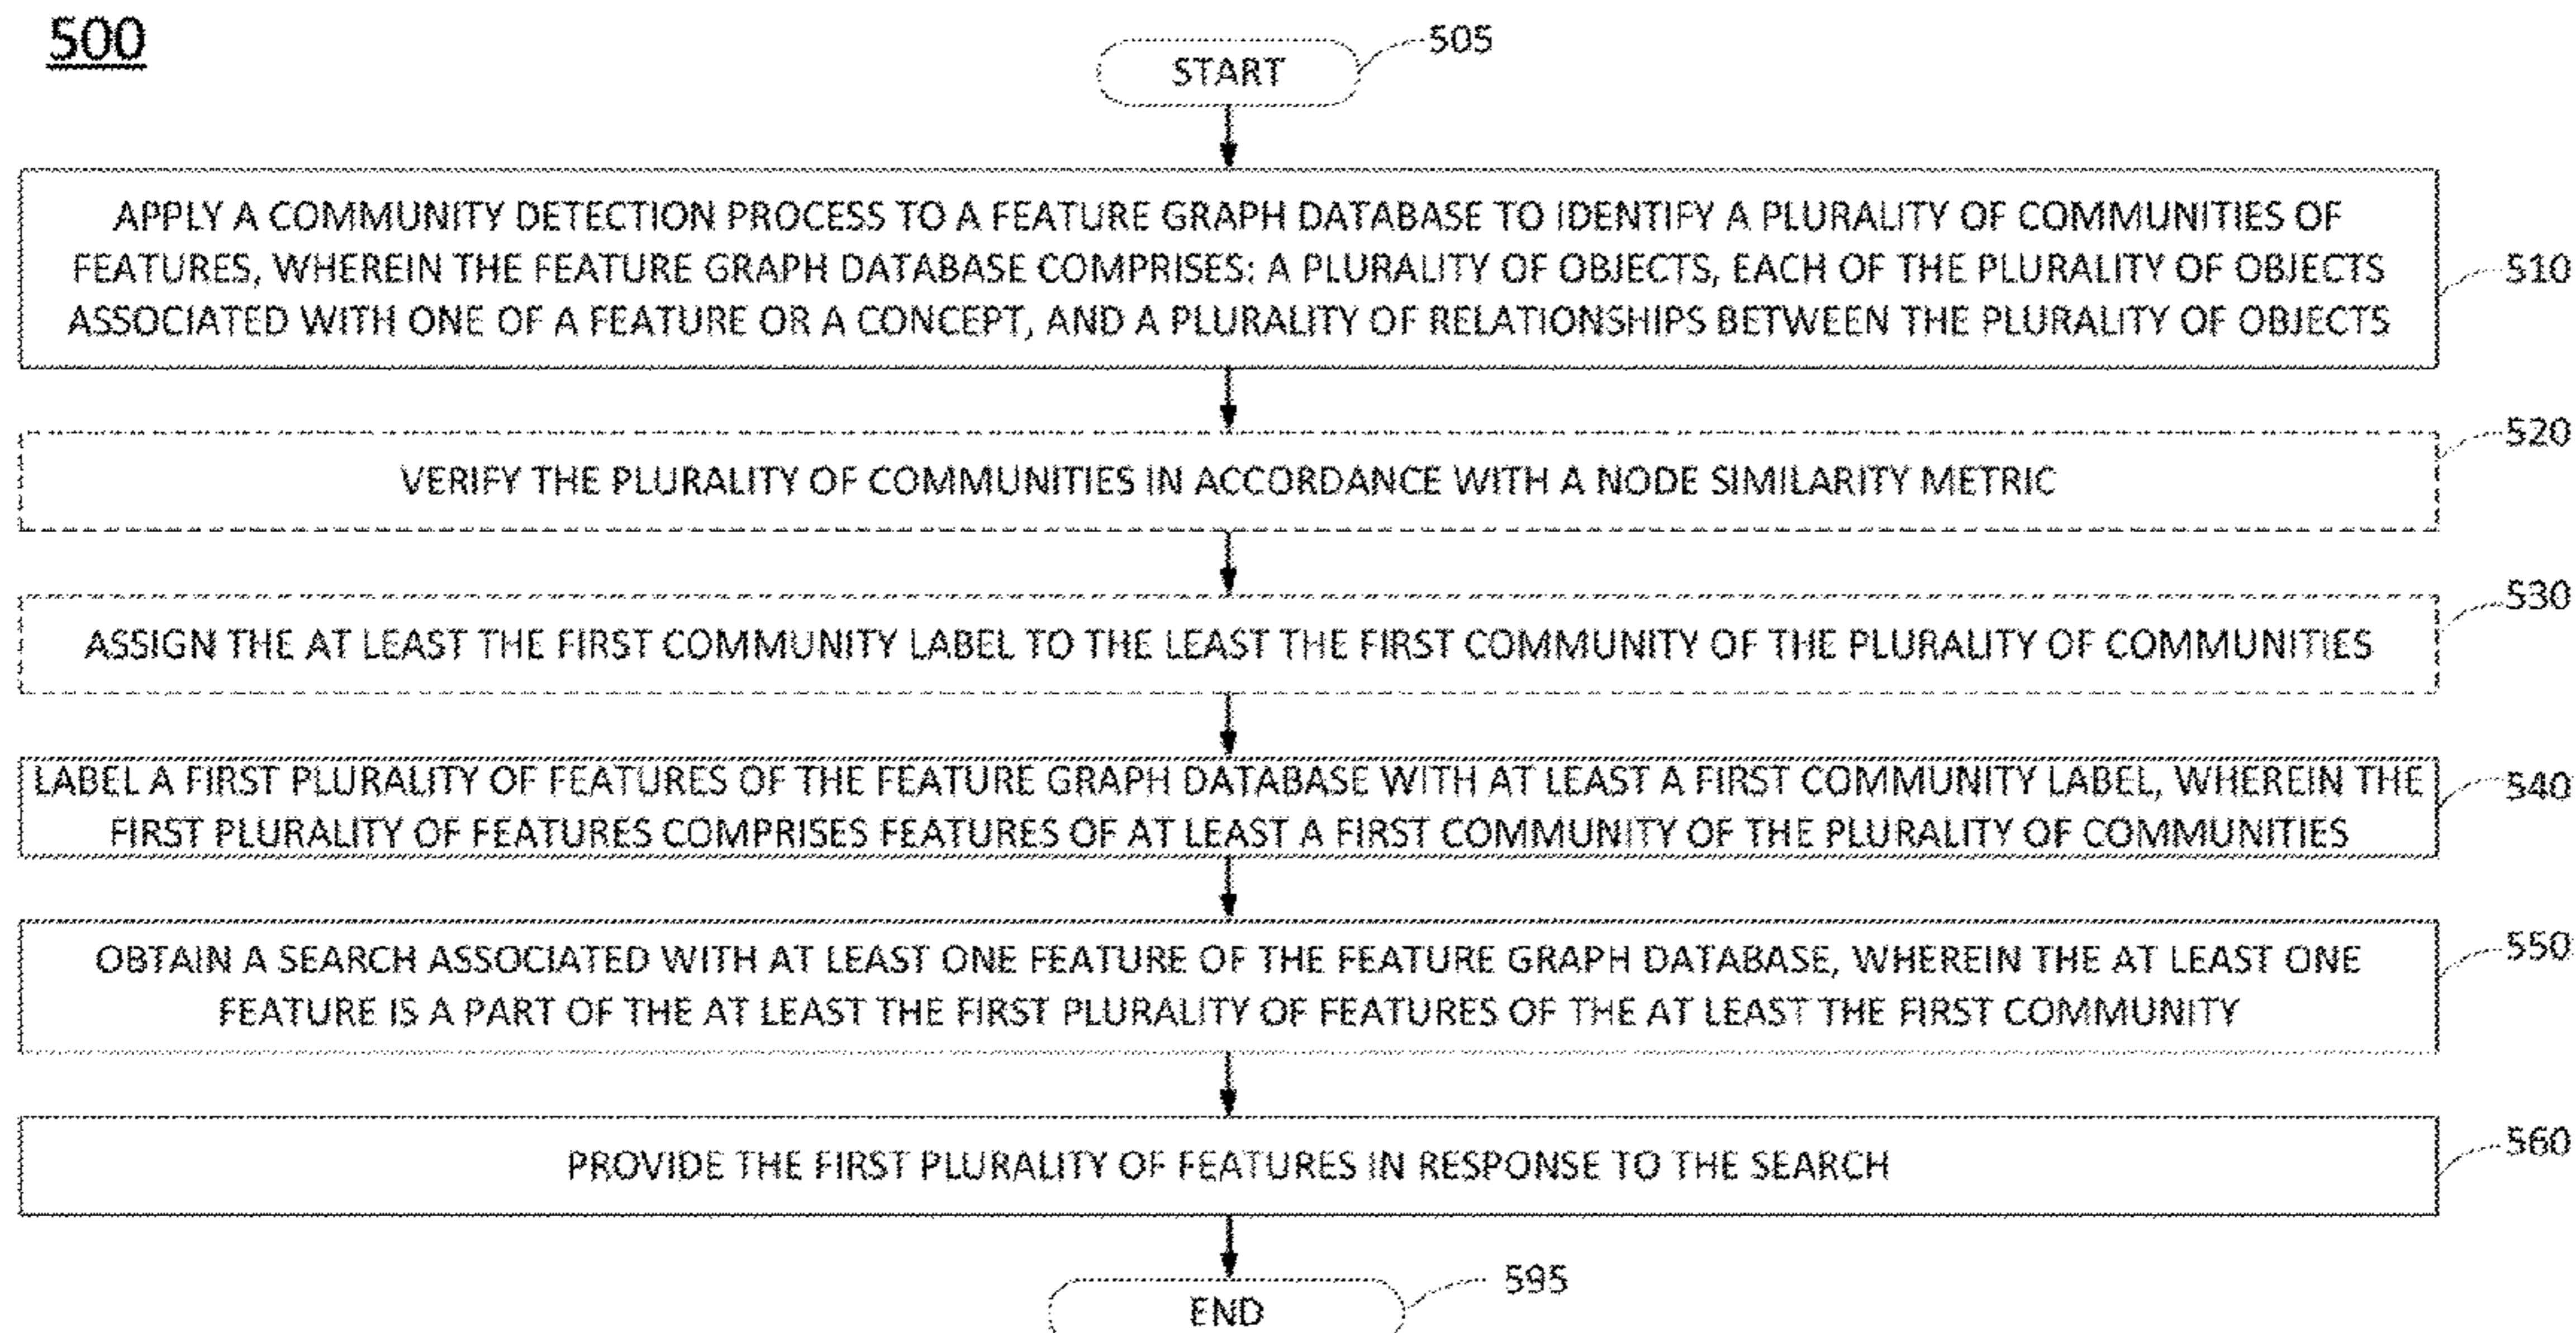 500
START
505
APPLY A COMMUNITY DETECTION PROCESS TO A FEATURE GRAPH DATABASE TO IDENTIFY A PLURALITY OF COMMUNITIES OF
FEATURES, WHEREIN THE FEATURE GRAPH DATABASE COMPRISES: A PLURALITY OF OBJECTS, EACH OF THE PLURALITY OF OBJECTS
ASSOCIATED WITH ONE OF A FEATURE OR A CONCEPT, AND A PLURALITY OF RELATIONSHIPS BETWEEN THE PLURALITY OF OBJECTS
510
VERIFY THE PLURALITY OF COMMUNITIES IN ACCORDANCE WITH A NODE SIMILARITY METRIC
520
ASSIGN THE AT LEAST THE FIRST COMMUNITY LABEL TO THE LEAST THE FIRST COMMUNITY OF THE PLURALITY OF COMMUNITIES
530
LABEL A FIRST PLURALITY OF FEATURES OF THE FEATURE GRAPH DATABASE WITH AT LEAST A FIRST COMMUNITY LABEL, WHEREIN THE
FIRST PLURALITY OF FEATURES COMPRISES FEATURES OF AT LEAST A FIRST COMMUNITY OF THE PLURALITY OF COMMUNITIES
540
OBTAIN A SEARCH ASSOCIATED WITH AT LEAST ONE FEATURE OF THE FEATURE GRAPH DATABASE, WHEREIN THE AT LEAST ONE
FEATURE IS A PART OF THE AT LEAST THE FIRST PLURALITY OF FEATURES OF THE AT LEAST THE FIRST COMMUNITY
550
PROVIDE THE FIRST PLURALITY OF FEATURES IN RESPONSE TO THE SEARCH
560
END
595